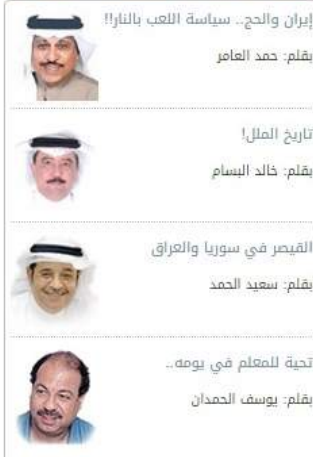 إيران والحج.. سياسة اللعب بالنار!!
بقلم: حمد العامر
تاريخ الملل!
بقلم: خالد البسام
القيصر في سوريا والعراق
بقلم: سعيد الحمد
تحية للمعلم في يومه..
بقلم: يوسف الحمدان